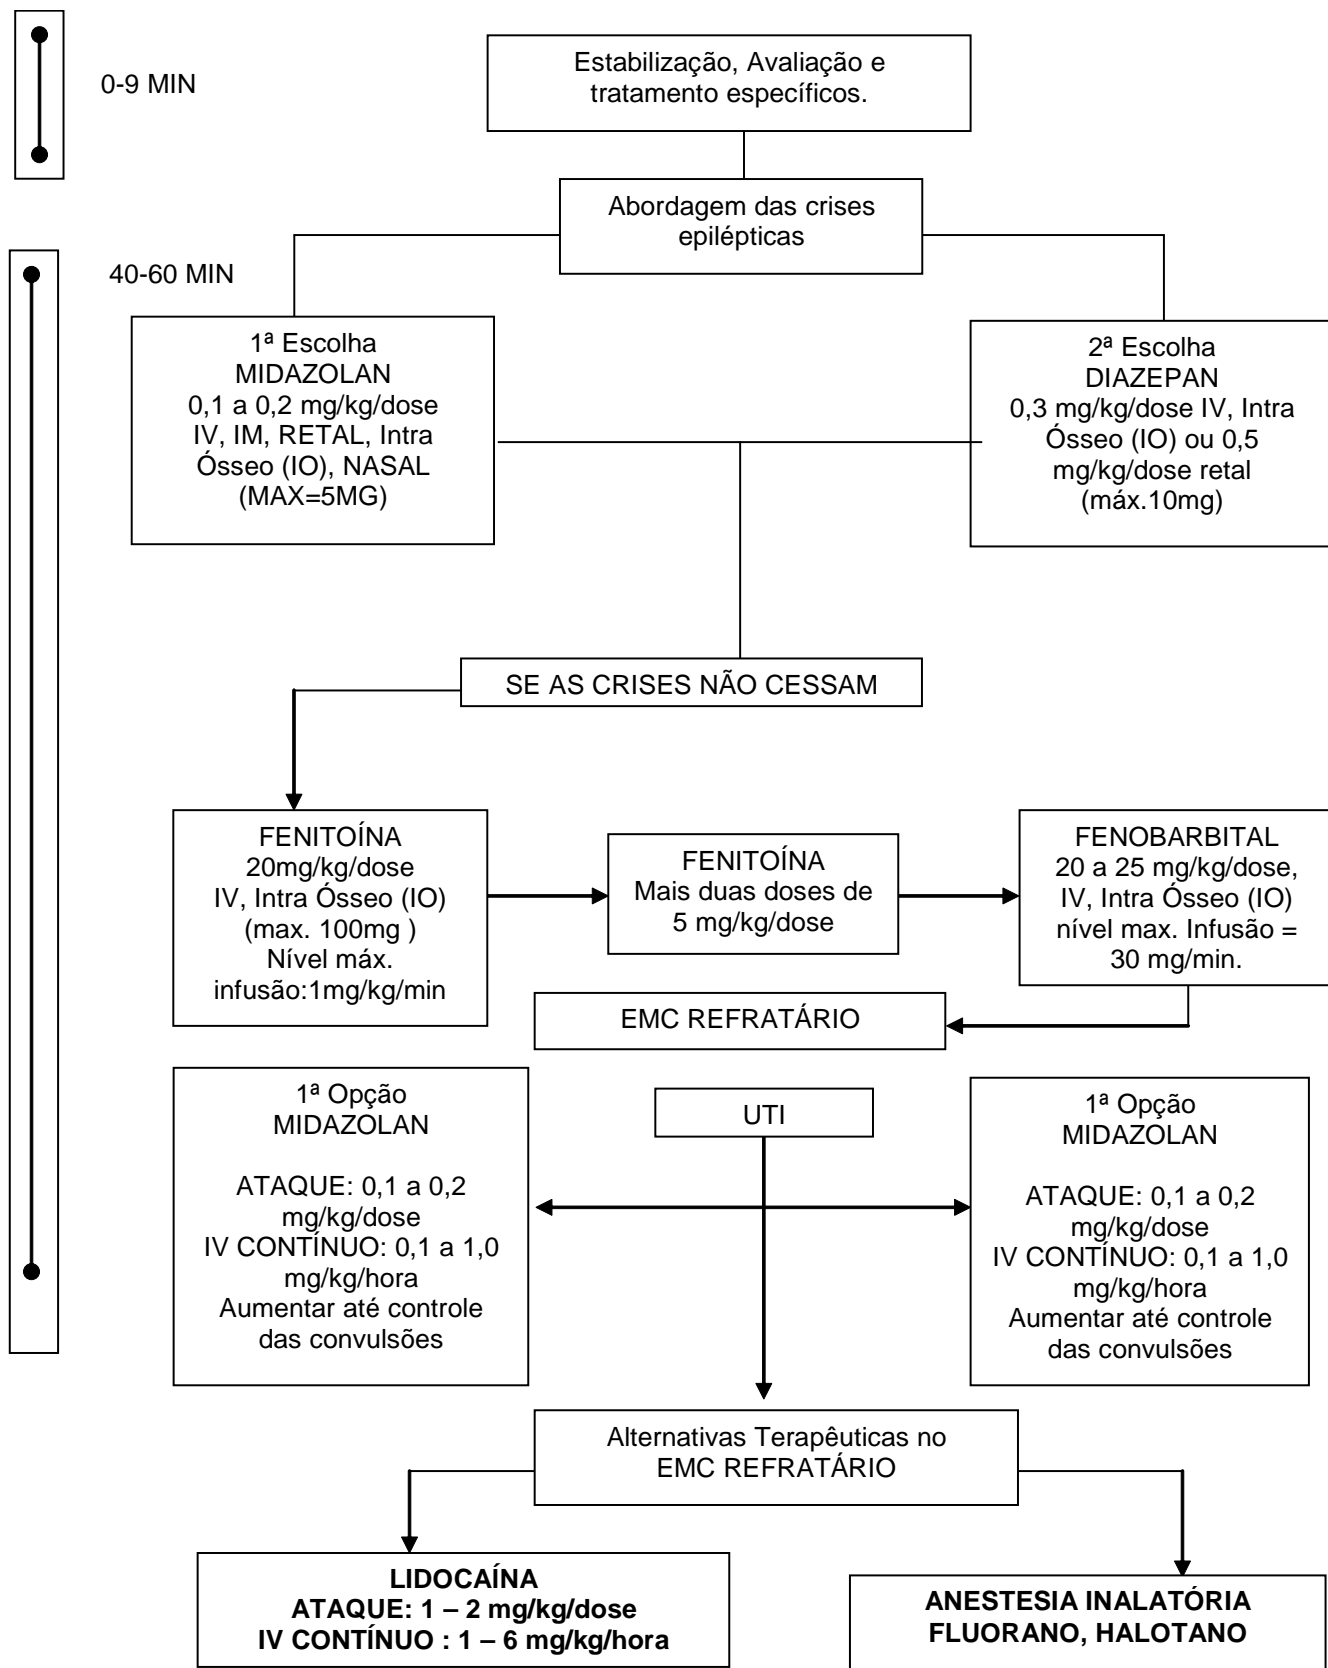 0-9 MIN
Estabilização, Avaliação e
tratamento específicos.
Abordagem das crises
epilépticas
40-60 MIN
1ª Escolha
MIDAZOLAN
0,1 a 0,2 mg/kg/dose
IV, IM, RETAL, Intra
Ósseo (IO), NASAL
(MAX=5MG)
2ª Escolha
DIAZEPAN
0,3 mg/kg/dose IV, Intra
Ósseo (IO) ou 0,5
mg/kg/dose retal
(máx.10mg)
SE AS CRISES NÃO CESSAM
FENITOÍNA
20mg/kg/dose
IV, Intra Ósseo (IO)
(max. 100mg )
Nível máx.
infusão:1mg/kg/min
FENITOÍNA
Mais duas doses de
5 mg/kg/dose
FENOBARBITAL
20 a 25 mg/kg/dose,
IV, Intra Ósseo (IO)
nível max. Infusão =
30 mg/min.
EMC REFRATÁRIO
1ª Opção
MIDAZOLAN
ATAQUE: 0,1 a 0,2
mg/kg/dose
IV CONTÍNUO: 0,1 a 1,0
mg/kg/hora
Aumentar até controle
das convulsões
UTI
1ª Opção
MIDAZOLAN
ATAQUE: 0,1 a 0,2
mg/kg/dose
IV CONTÍNUO: 0,1 a 1,0
mg/kg/hora
Aumentar até controle
das convulsões
Alternativas Terapêuticas no
EMC REFRATÁRIO
LIDOCAÍNA
ATAQUE: 1 – 2 mg/kg/dose
IV CONTÍNUO : 1 – 6 mg/kg/hora
ANESTESIA INALATÓRIA
FLUORANO, HALOTANO